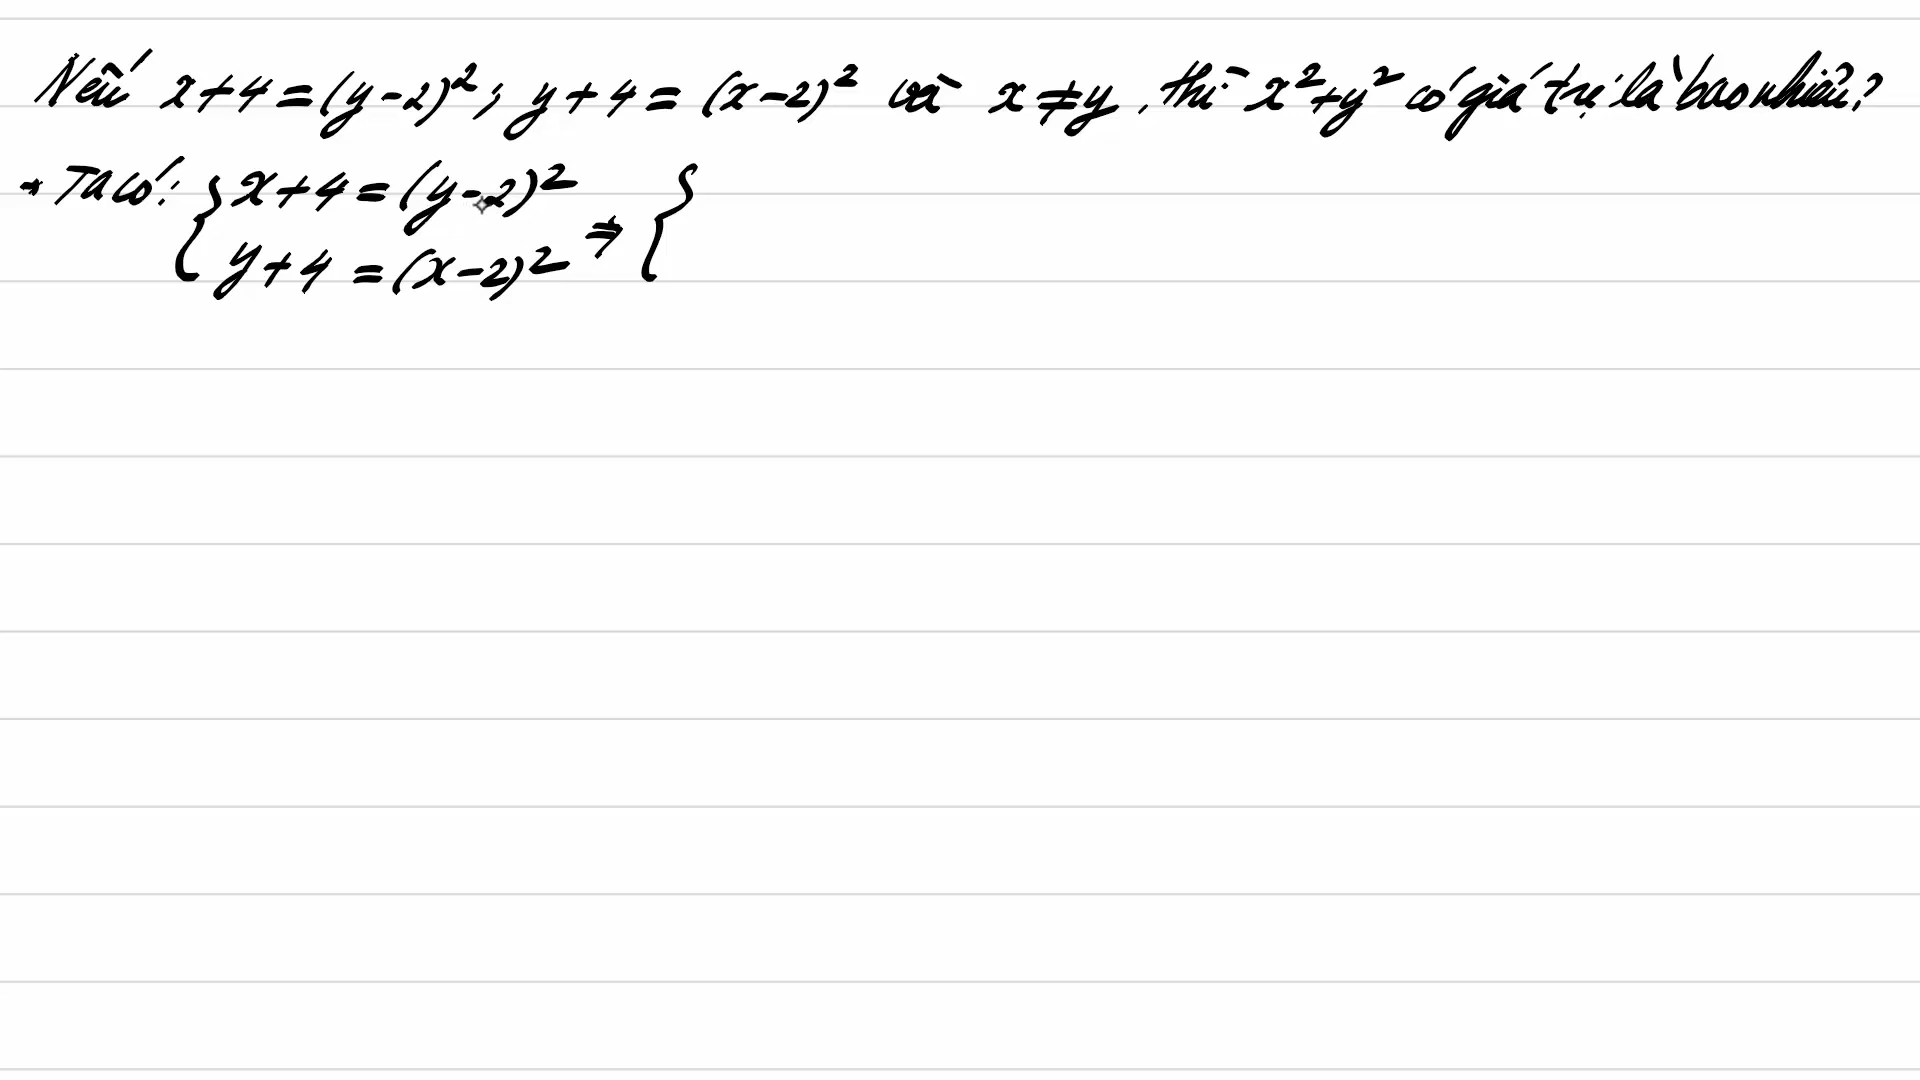 Nếu x+4=(y-2)²; y+4=(x-2)² và x≠y, thì x²+y² có giá trị là bao nhiêu?
→ Ta có: { x+4=(y-2)²
y+4=(x-2)² ⇒ {